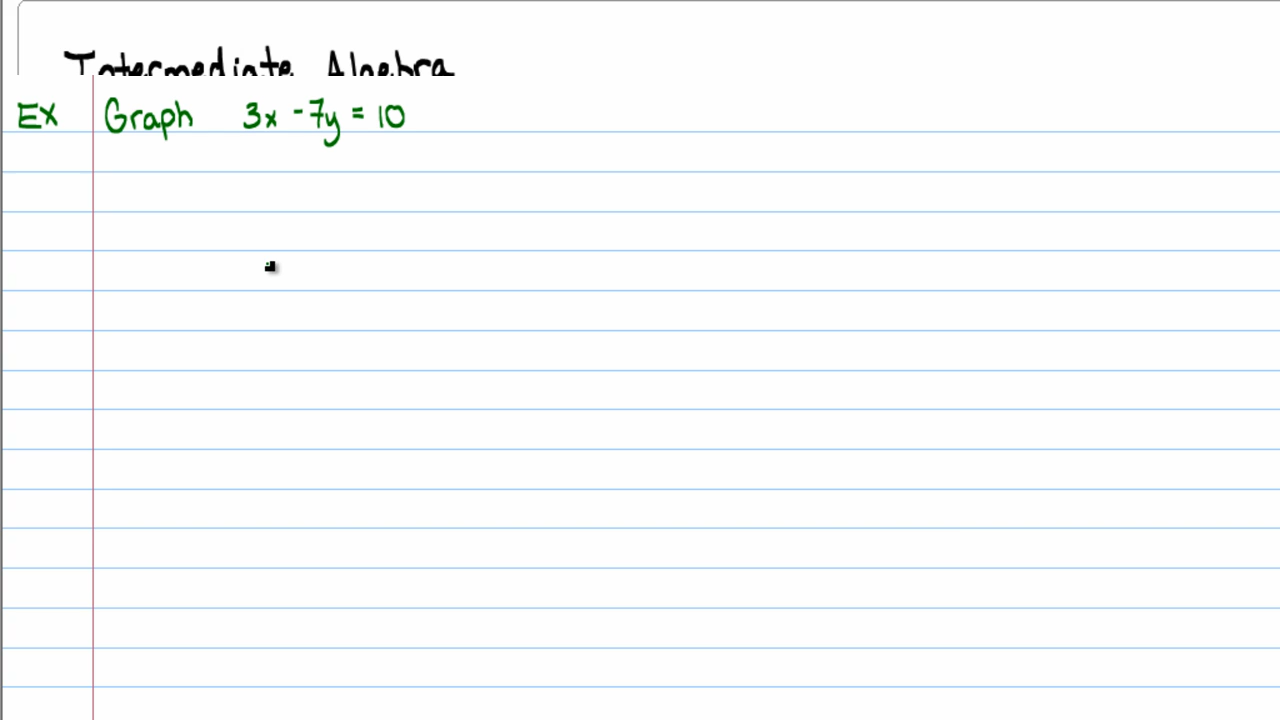 Intermediate Algebra
EX Graph 3x - 7y = 10